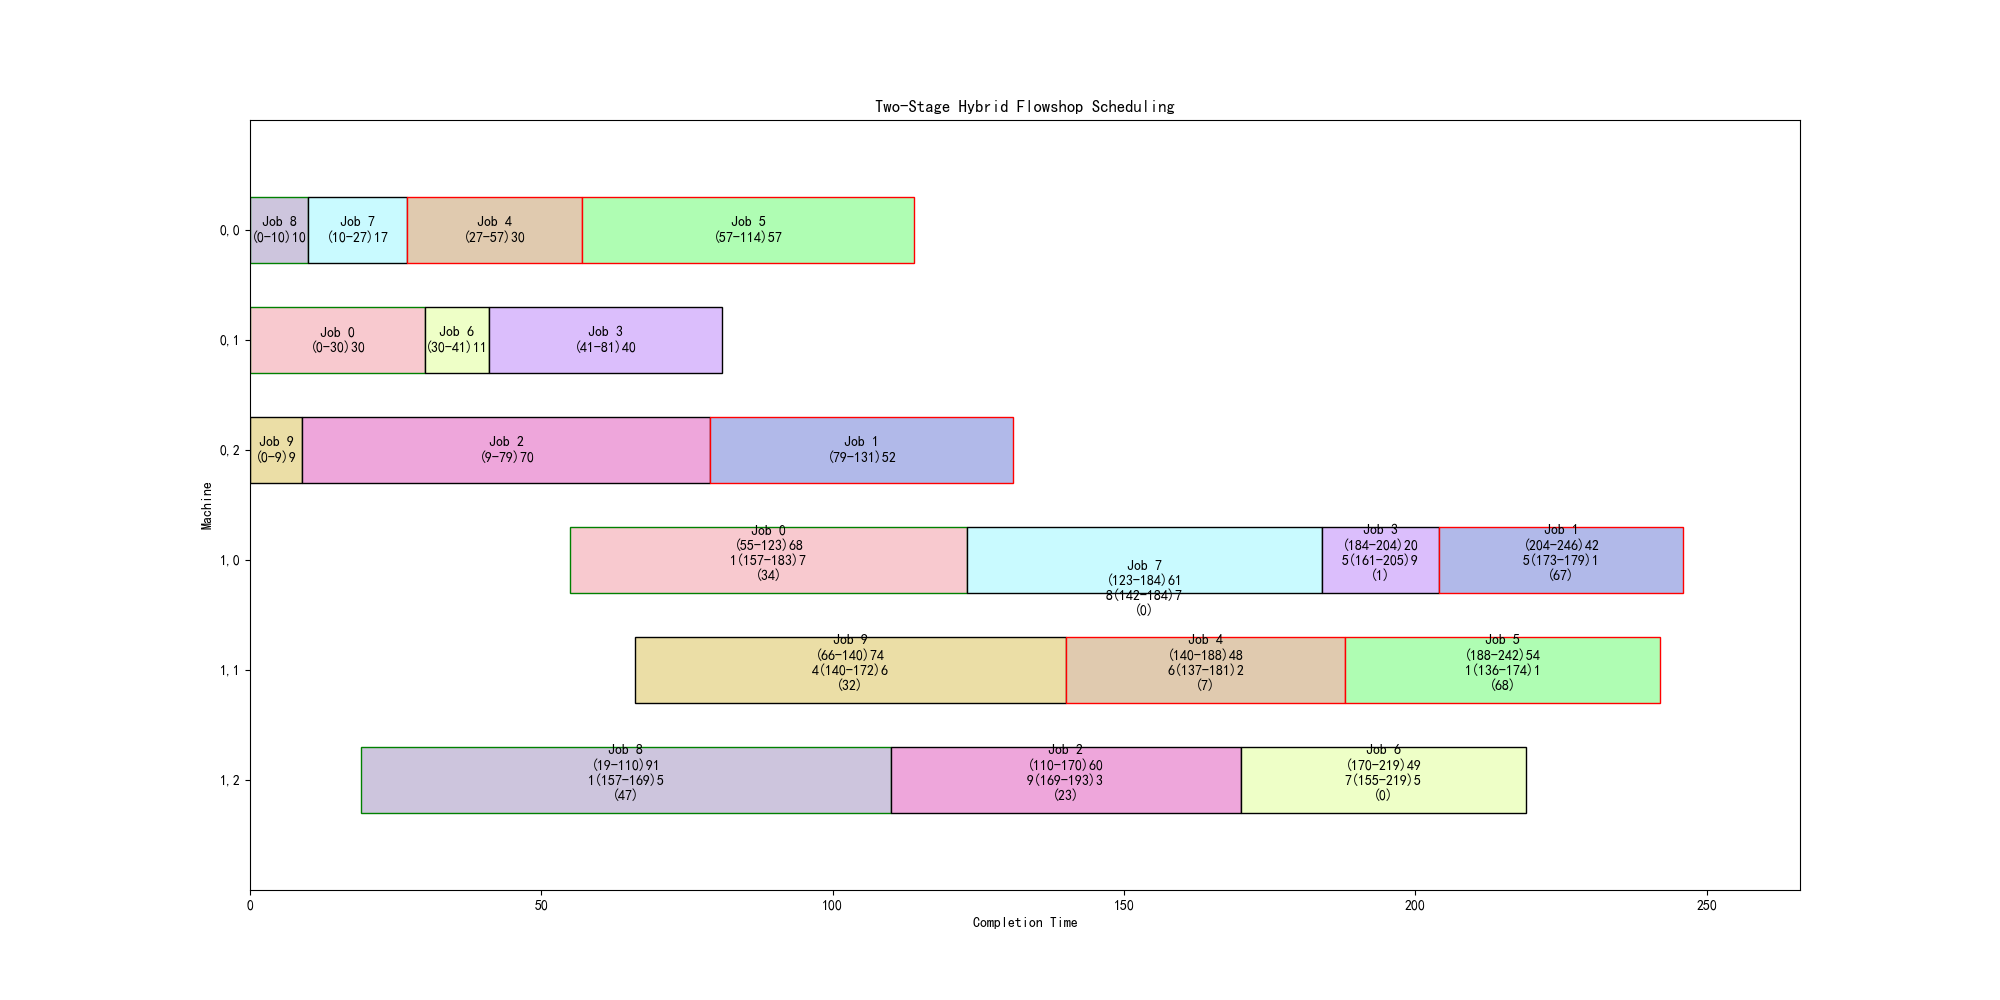 Two-Stage Hybrid Flowshop Scheduling
0,0
Job 8
(0-10)10
Job 7
(10-27)17
Job 4
(27-57)30
Job 5
(57-114)57
0,1
Job 0
(0-30)30
Job 6
(30-41)11
Job 3
(41-81)40
0,2
Job 9
(0-9)9
Job 2
(9-79)70
Job 1
(79-131)52
Machine
1,0
Job 0
(55-123)68
1(157-183)7
(34)
Job 7
(123-184)61
8(142-184)7
(0)
Job 3
(184-204)20
5(161-205)9
(1)
Job 1
(204-246)42
5(173-179)1
(67)
1,1
Job 9
(66-140)74
4(140-172)6
(32)
Job 4
(140-188)48
6(137-181)2
(7)
Job 5
(188-242)54
1(136-174)1
(68)
1,2
Job 8
(19-110)91
1(157-169)5
(47)
Job 2
(110-170)60
9(169-193)3
(23)
Job 6
(170-219)49
7(155-219)5
(0)
0
50
100
150
200
250
Completion Time